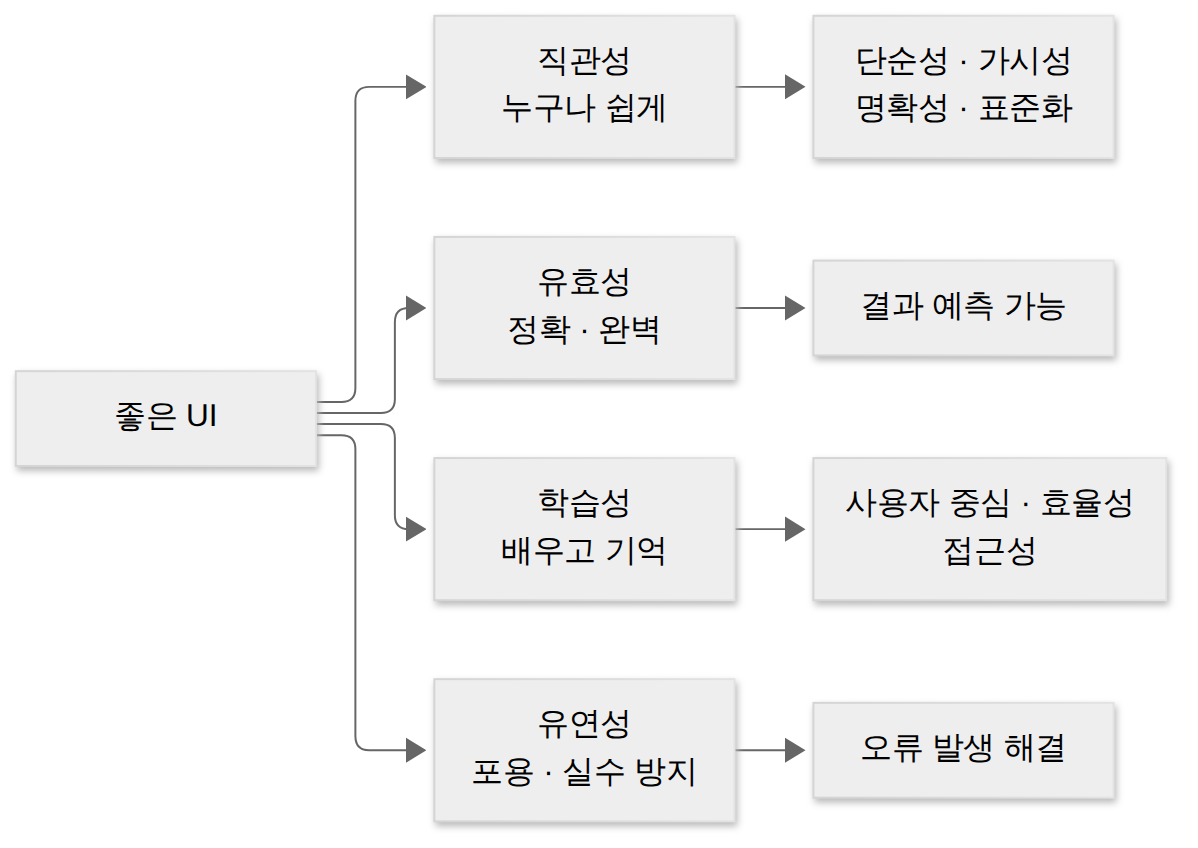 직관성
누구나 쉽게
단순성 · 가시성
명확성 · 표준화
유효성
정확 · 완벽
결과 예측 가능
좋은 UI
학습성
배우고 기억
사용자 중심 · 효율성
접근성
유연성
포용 · 실수 방지
오류 발생 해결